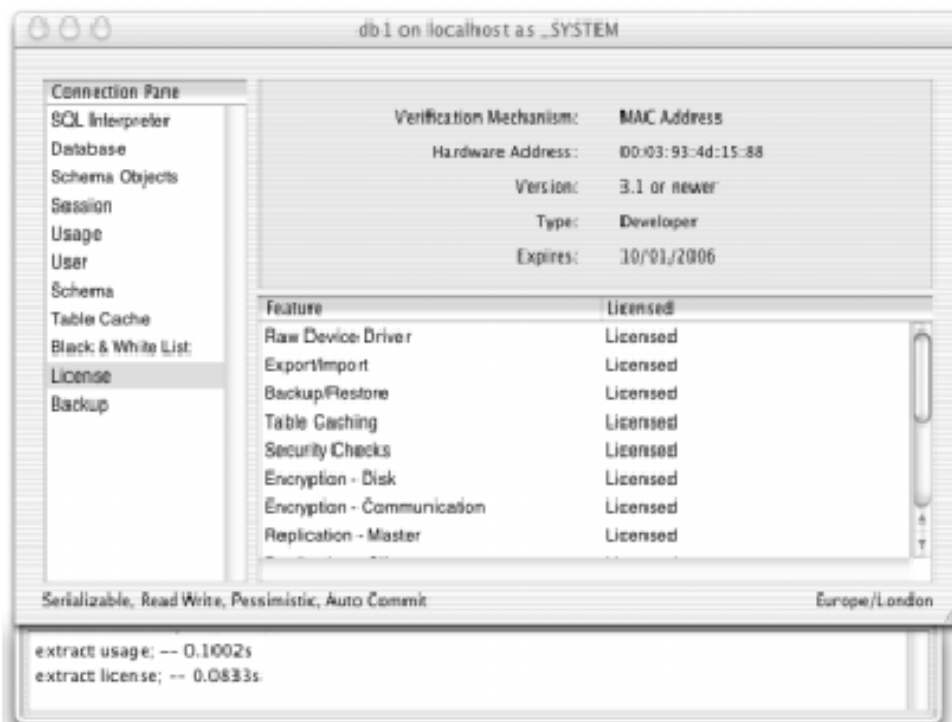 db1 on localhost as _SYSTEM
Connection Pane
SQL Interpreter
Database
Schema Objects
Session
Usage
User
Schema
Table Cache
Black & White List
License
Backup
Verification Mechanism: MAC Address
Hardware Address: 00:03:93:4d:15:88
Version: 3.1 or newer
Type: Developer
Expires: 10/01/2006
Feature Licensed
Raw Device Driver Licensed
Export/Import Licensed
Backup/Restore Licensed
Table Caching Licensed
Security Checks Licensed
Encryption - Disk Licensed
Encryption - Communication Licensed
Replication - Master Licensed
Serializable, Read Write, Pessimistic, Auto Commit
Europe/London
extract usage; -- 0.1002s
extract license; -- 0.0833s